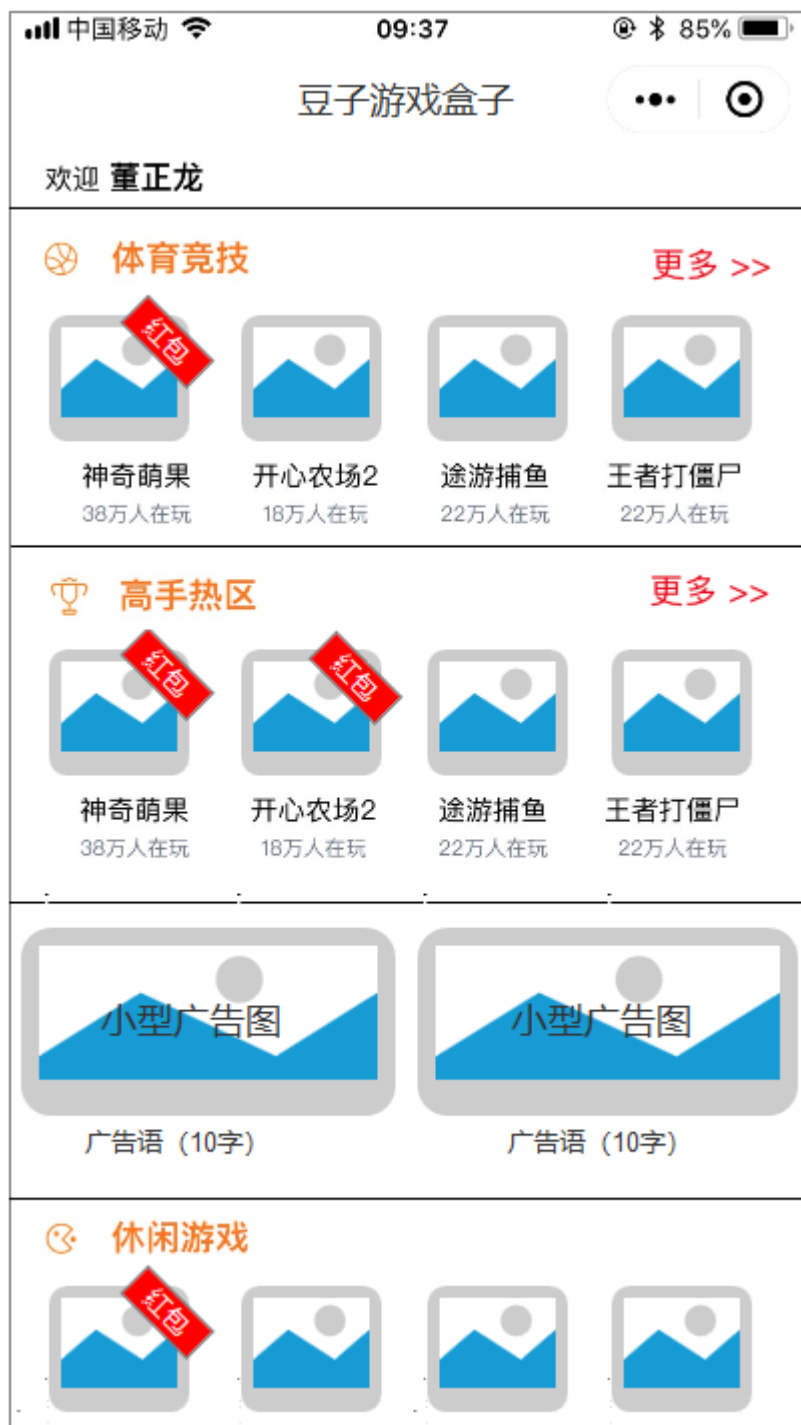 中国移动 09:37 85%
豆子游戏盒子
欢迎 董正龙
体育竞技 更多 >>
红包
神奇萌果 开心农场2 途游捕鱼 王者打僵尸
38万人在玩 18万人在玩 22万人在玩 22万人在玩
高手热区 更多 >>
红包 红包
神奇萌果 开心农场2 途游捕鱼 王者打僵尸
38万人在玩 18万人在玩 22万人在玩 22万人在玩
小型广告图 小型广告图
广告语（10字） 广告语（10字）
休闲游戏
红包